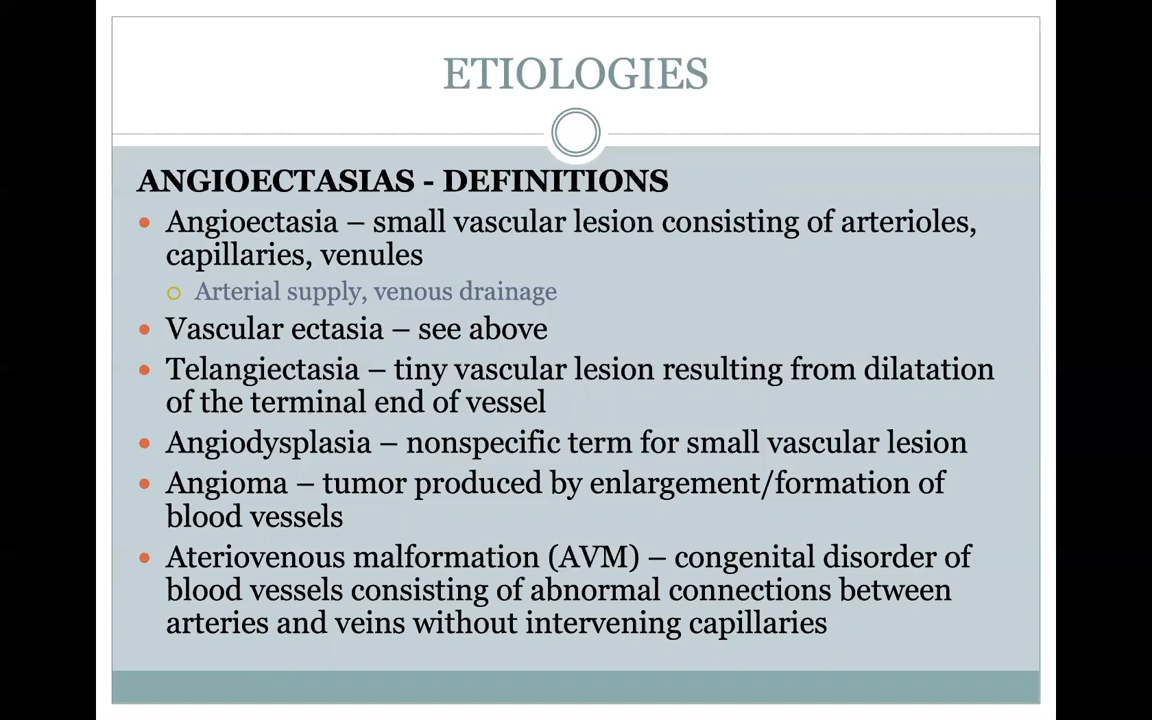 ETIOLOGIES
ANGIOECTASIAS - DEFINITIONS
Angioectasia – small vascular lesion consisting of arterioles,
capillaries, venules
Arterial supply, venous drainage
Vascular ectasia – see above
Telangiectasia – tiny vascular lesion resulting from dilatation
of the terminal end of vessel
Angiodysplasia – nonspecific term for small vascular lesion
Angioma – tumor produced by enlargement/formation of
blood vessels
Ateriovenous malformation (AVM) – congenital disorder of
blood vessels consisting of abnormal connections between
arteries and veins without intervening capillaries